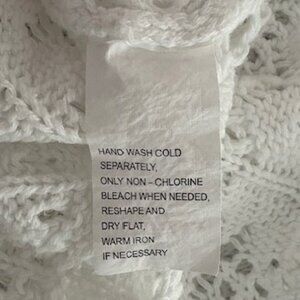 HAND WASH COLD
SEPARATELY,
ONLY NON - CHLORINE
BLEACH WHEN NEEDED,
RESHAPE AND
DRY FLAT,
WARM IRON
IF NECESSARY